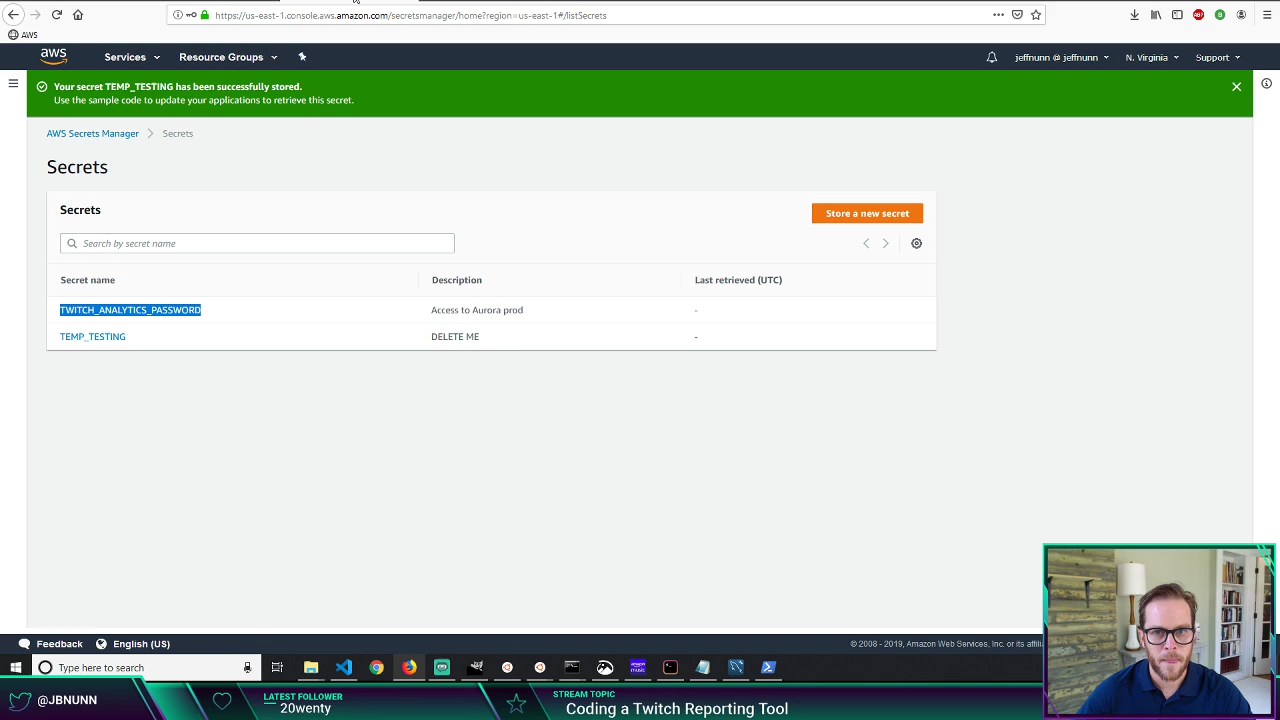 https://us-east-1.console.aws.amazon.com/secretsmanager/home?region=us-east-1#/listSecrets
AWS
aws
Services
Resource Groups
jeffnunn @ jeffnunn
N. Virginia
Support
Your secret TEMP_TESTING has been successfully stored.
Use the sample code to update your applications to retrieve this secret.
AWS Secrets Manager
Secrets
Secrets
Secrets
Store a new secret
Search by secret name
Secret name
Description
Last retrieved (UTC)
TWITCH_ANALYTICS_PASSWORD
Access to Aurora prod
-
TEMP_TESTING
DELETE ME
-
Feedback
English (US)
© 2008 - 2019, Amazon Web Services, Inc. or its affili
Type here to search
@JBNUNN
LATEST FOLLOWER
20wenty
STREAM TOPIC
Coding a Twitch Reporting Tool